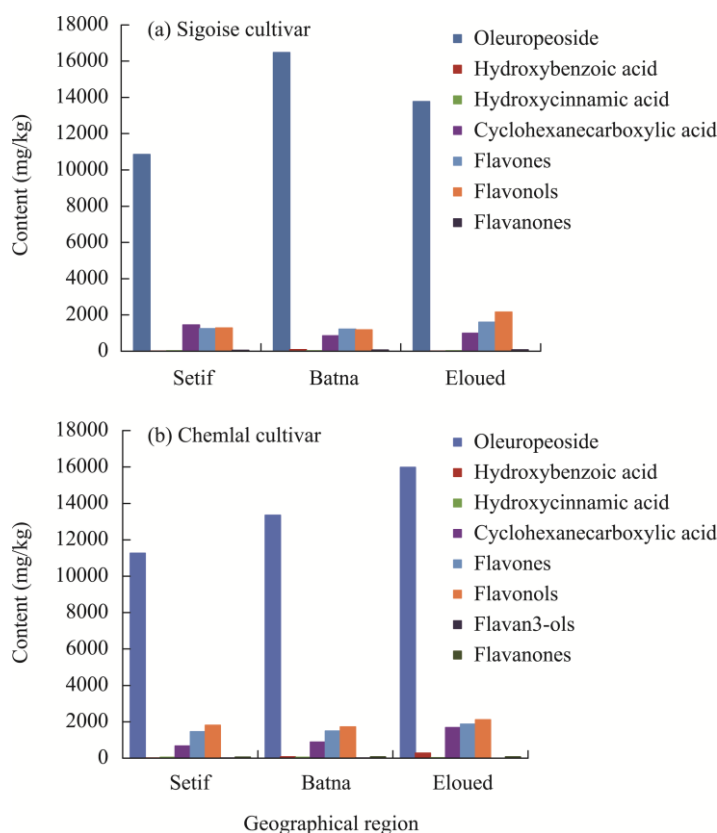 (a) Sigoise cultivar
Content (mg/kg)
18000
16000
14000
12000
10000
8000
6000
4000
2000
0
Oleuropeoside
Hydroxybenzoic acid
Hydroxycinnamic acid
Cyclohexanecarboxylic acid
Flavones
Flavonols
Flavanones
Setif Batna Eloued
(b) Chemlal cultivar
Content (mg/kg)
18000
16000
14000
12000
10000
8000
6000
4000
2000
0
Oleuropeoside
Hydroxybenzoic acid
Hydroxycinnamic acid
Cyclohexanecarboxylic acid
Flavones
Flavonols
Flavan3-ols
Flavanones
Setif Batna Eloued
Geographical region